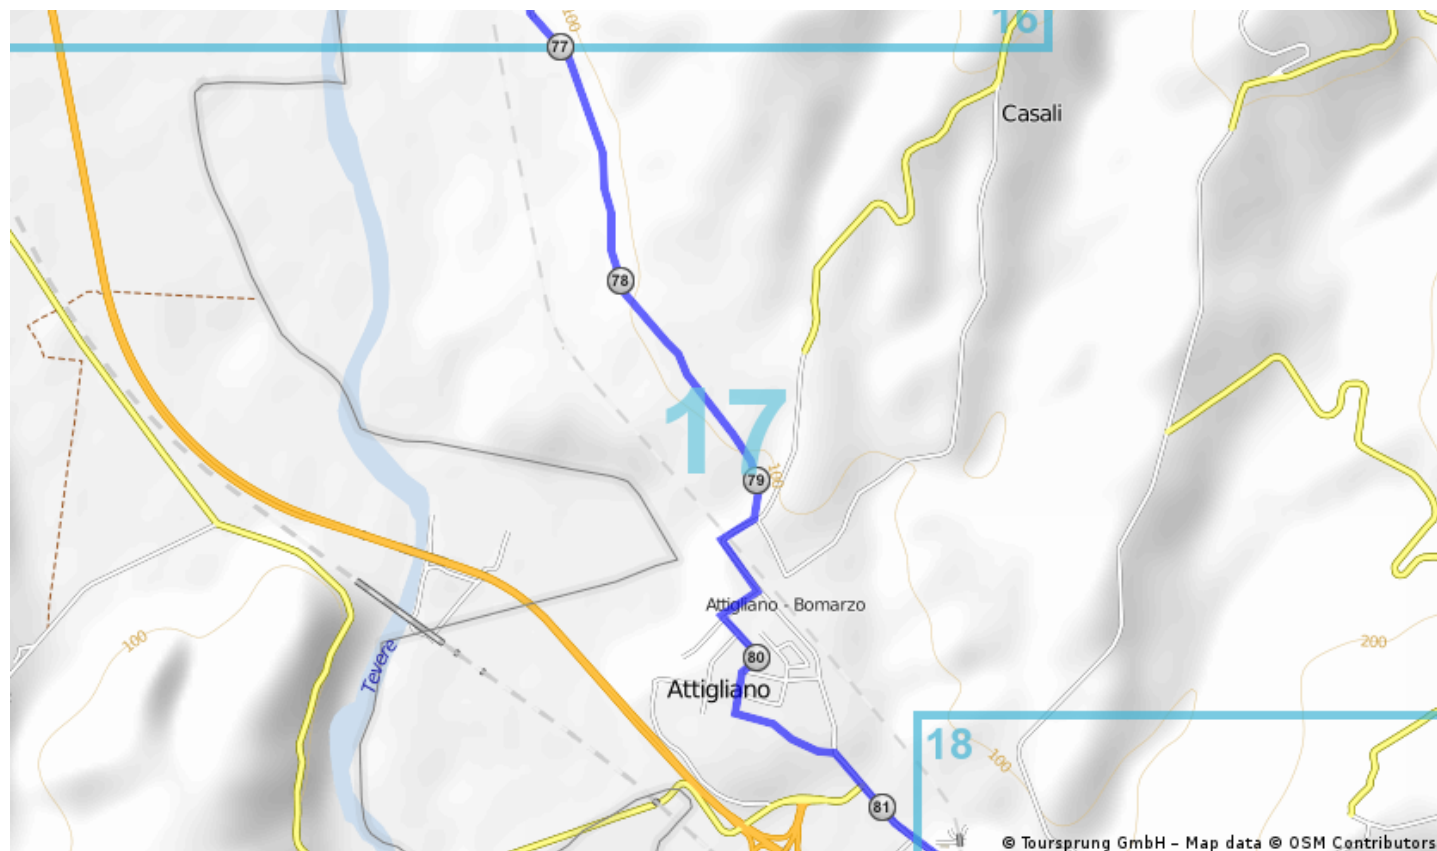 100
16
77
Casali
78
17
79
100
Attigliano - Bomarzo
80
Tevere
100
200
Attigliano
18
100
81
© Toursprung GmbH – Map data © OSM Contributors